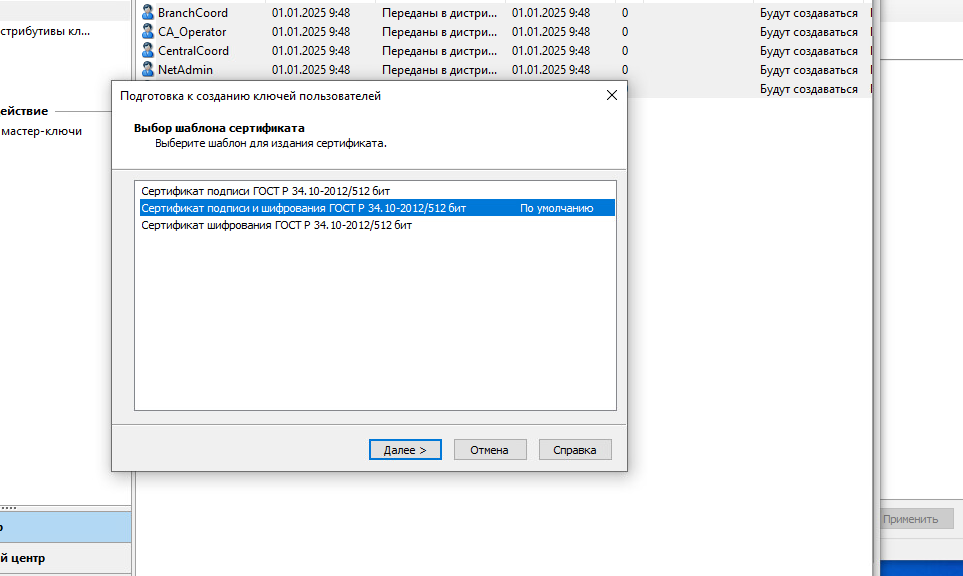 BranchCoord 01.01.2025 9:48 Переданы в дистри... 01.01.2025 9:48 0 Будут создаваться
стрибутивы кл...
CA_Operator 01.01.2025 9:48 Переданы в дистри... 01.01.2025 9:48 0 Будут создаваться
CentralCoord 01.01.2025 9:48 Переданы в дистри... 01.01.2025 9:48 0 Будут создаваться
NetAdmin 01.01.2025 9:48 Переданы в дистри... 01.01.2025 9:48 0 Будут создаваться
Будут создаваться
ействие
мастер-ключи
Подготовка к созданию ключей пользователей
Выбор шаблона сертификата
Выберите шаблон для издания сертификата.
Сертификат подписи ГОСТ Р 34.10-2012/512 бит
Сертификат подписи и шифрования ГОСТ Р 34.10-2012/512 бит По умолчанию
Сертификат шифрования ГОСТ Р 34.10-2012/512 бит
Далее >
Отмена
Справка
Применить
й центр